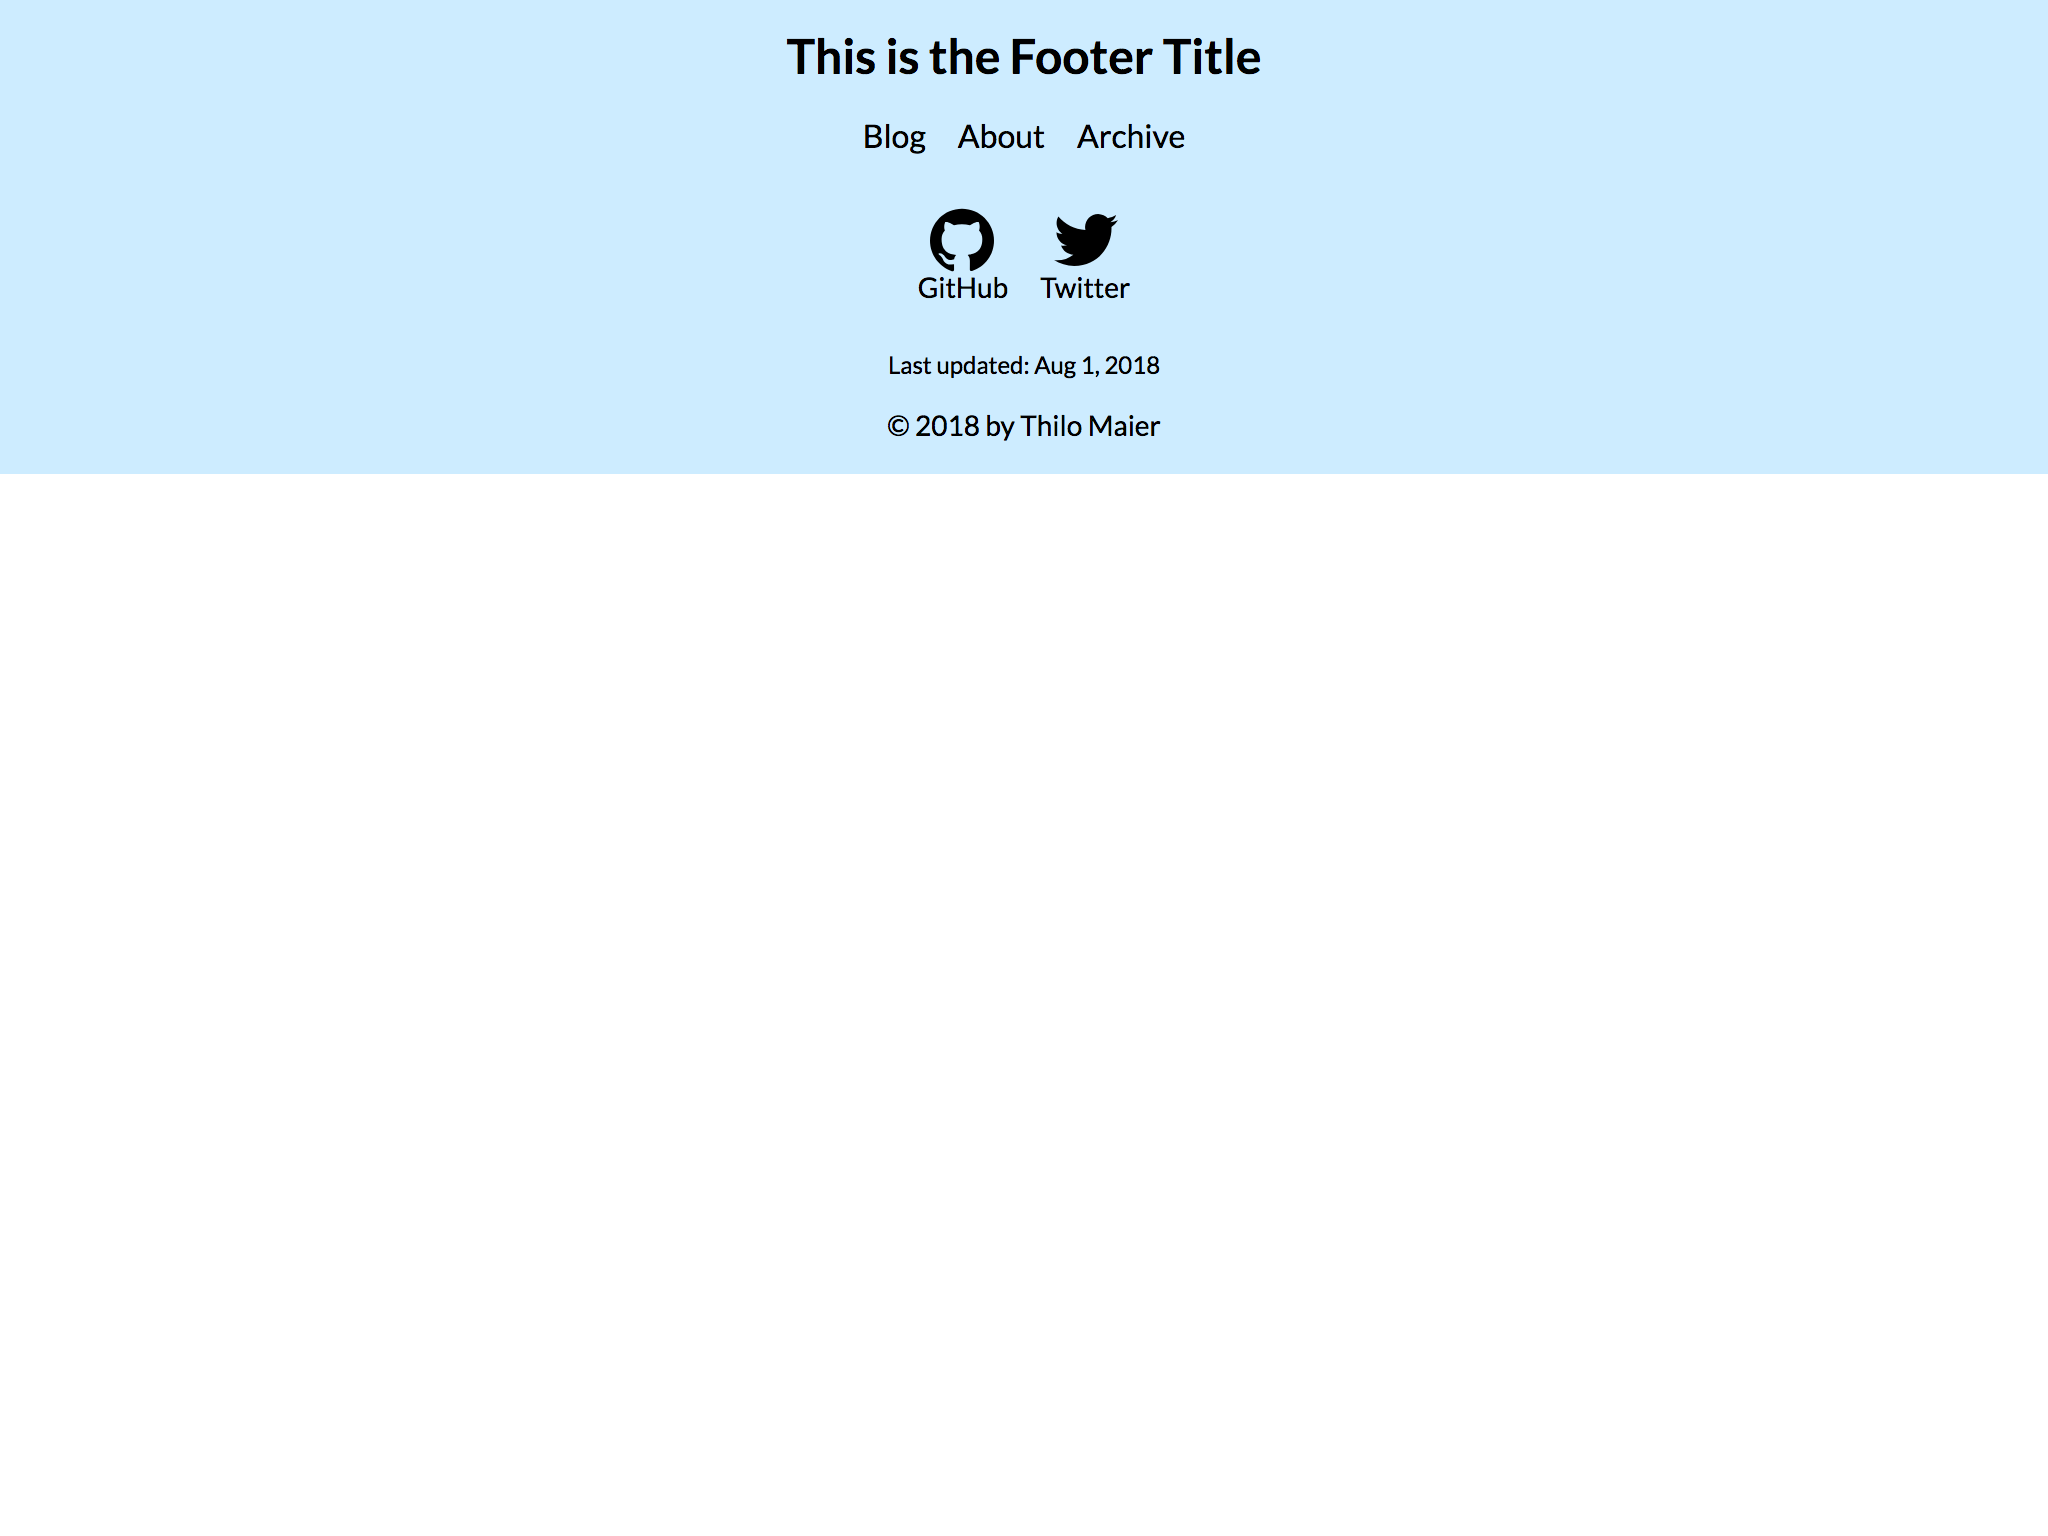 This is the Footer Title
Blog About Archive
GitHub Twitter
Last updated: Aug 1, 2018
© 2018 by Thilo Maier